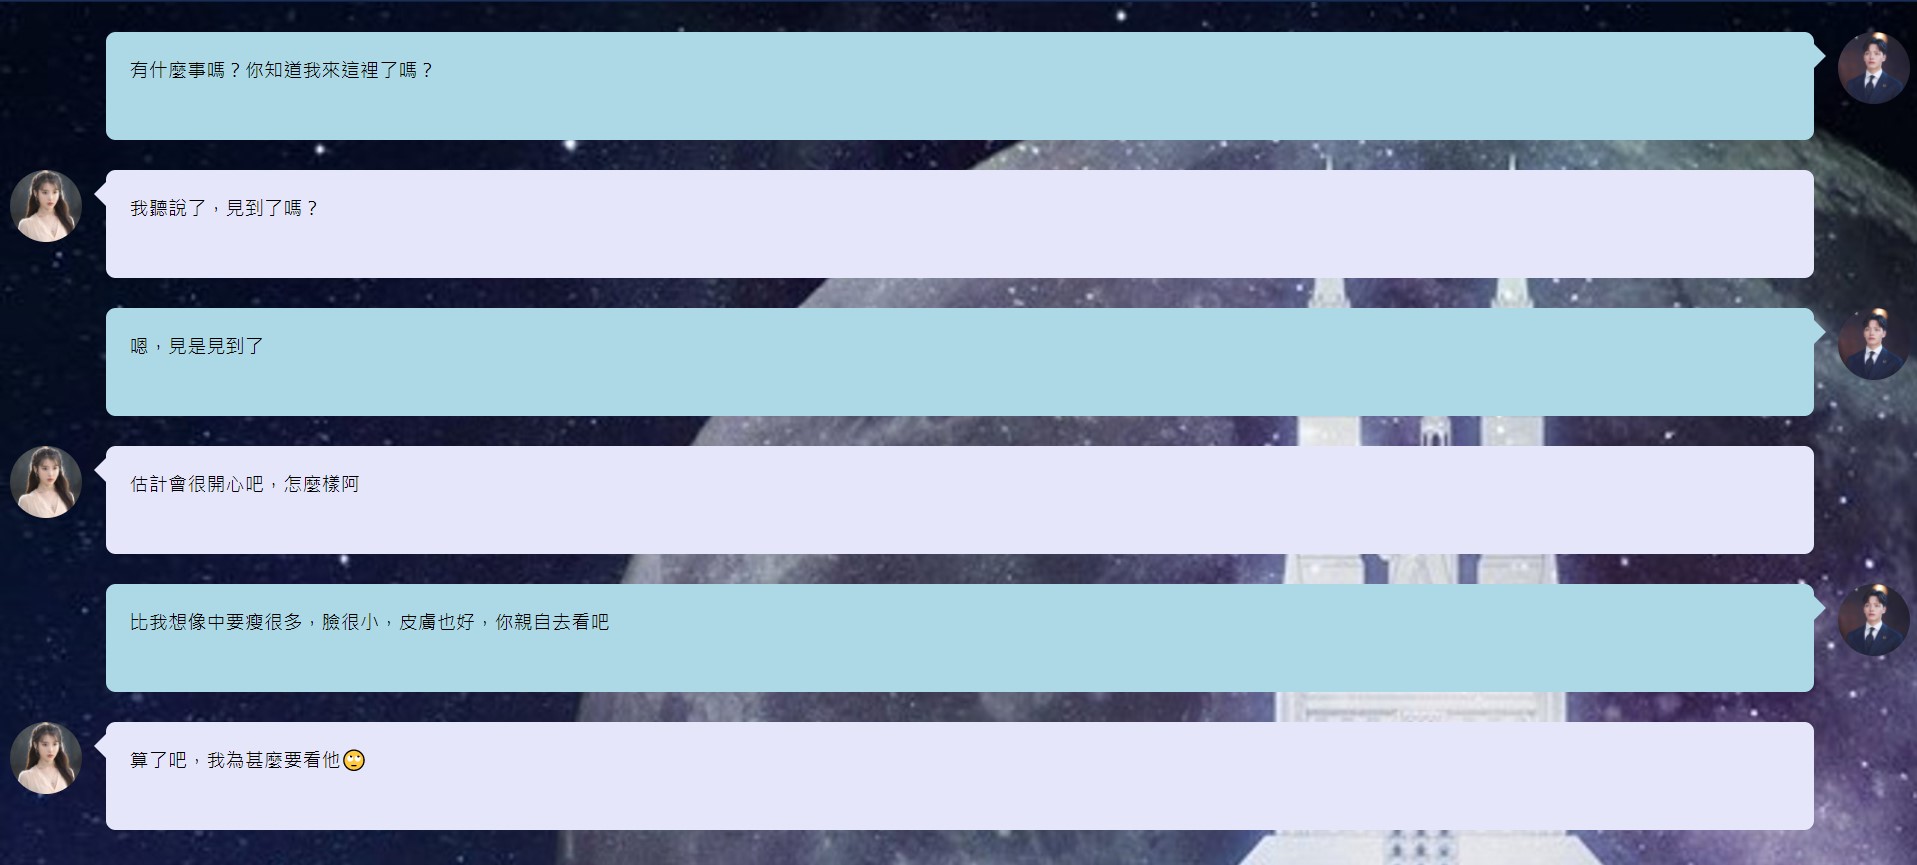 有什麼事嗎？你知道我來這裡了嗎？
我聽說了，見到了嗎？
嗯，見是見到了
估計會很開心吧，怎麼樣阿
比我想像中要瘦很多，臉很小，皮膚也好，你親自去看吧
算了吧，我為甚麼要看他🙄